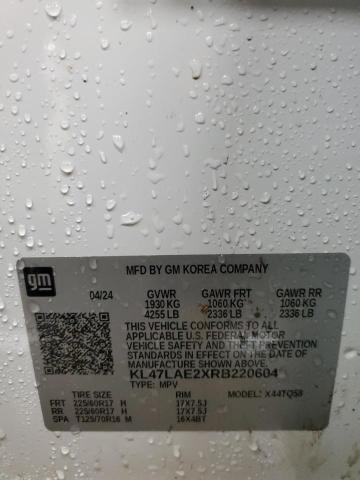 gm
MFD BY GM KOREA COMPANY
04/24 GVWR GAWR FRT GAWR RR
1930 KG 1060 KG 1060 KG
4255 LB 2336 LB 2336 LB
THIS VEHICLE CONFORMS TO ALL
APPLICABLE U.S. FEDERAL MOTOR
VEHICLE SAFETY AND THEFT PREVENTION
STANDARDS IN EFFECT ON THE DATE OF
MANUFACTURE SHOWN ABOVE.
KL47LAE2XRB220604
TYPE: MPV MODEL: X44TQ58
TIRE SIZE RIM
FRT 225/60R17 H 17X7.5J
RR 225/60R17 H 17X7.5J
SPA T125/70R16 M 16X4BT